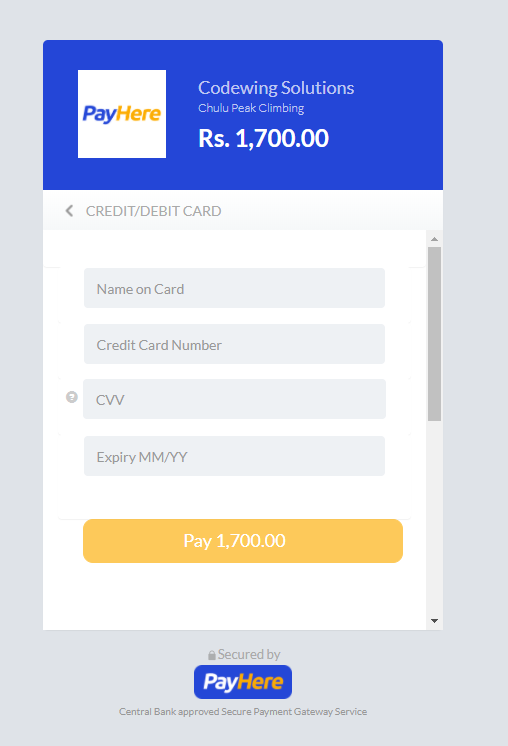 PayHere
Codewing Solutions
Chulu Peak Climbing
Rs. 1,700.00
CREDIT/DEBIT CARD
Name on Card
Credit Card Number
? CVV
Expiry MM/YY
Pay 1,700.00
Secured by
PayHere
Central Bank approved Secure Payment Gateway Service